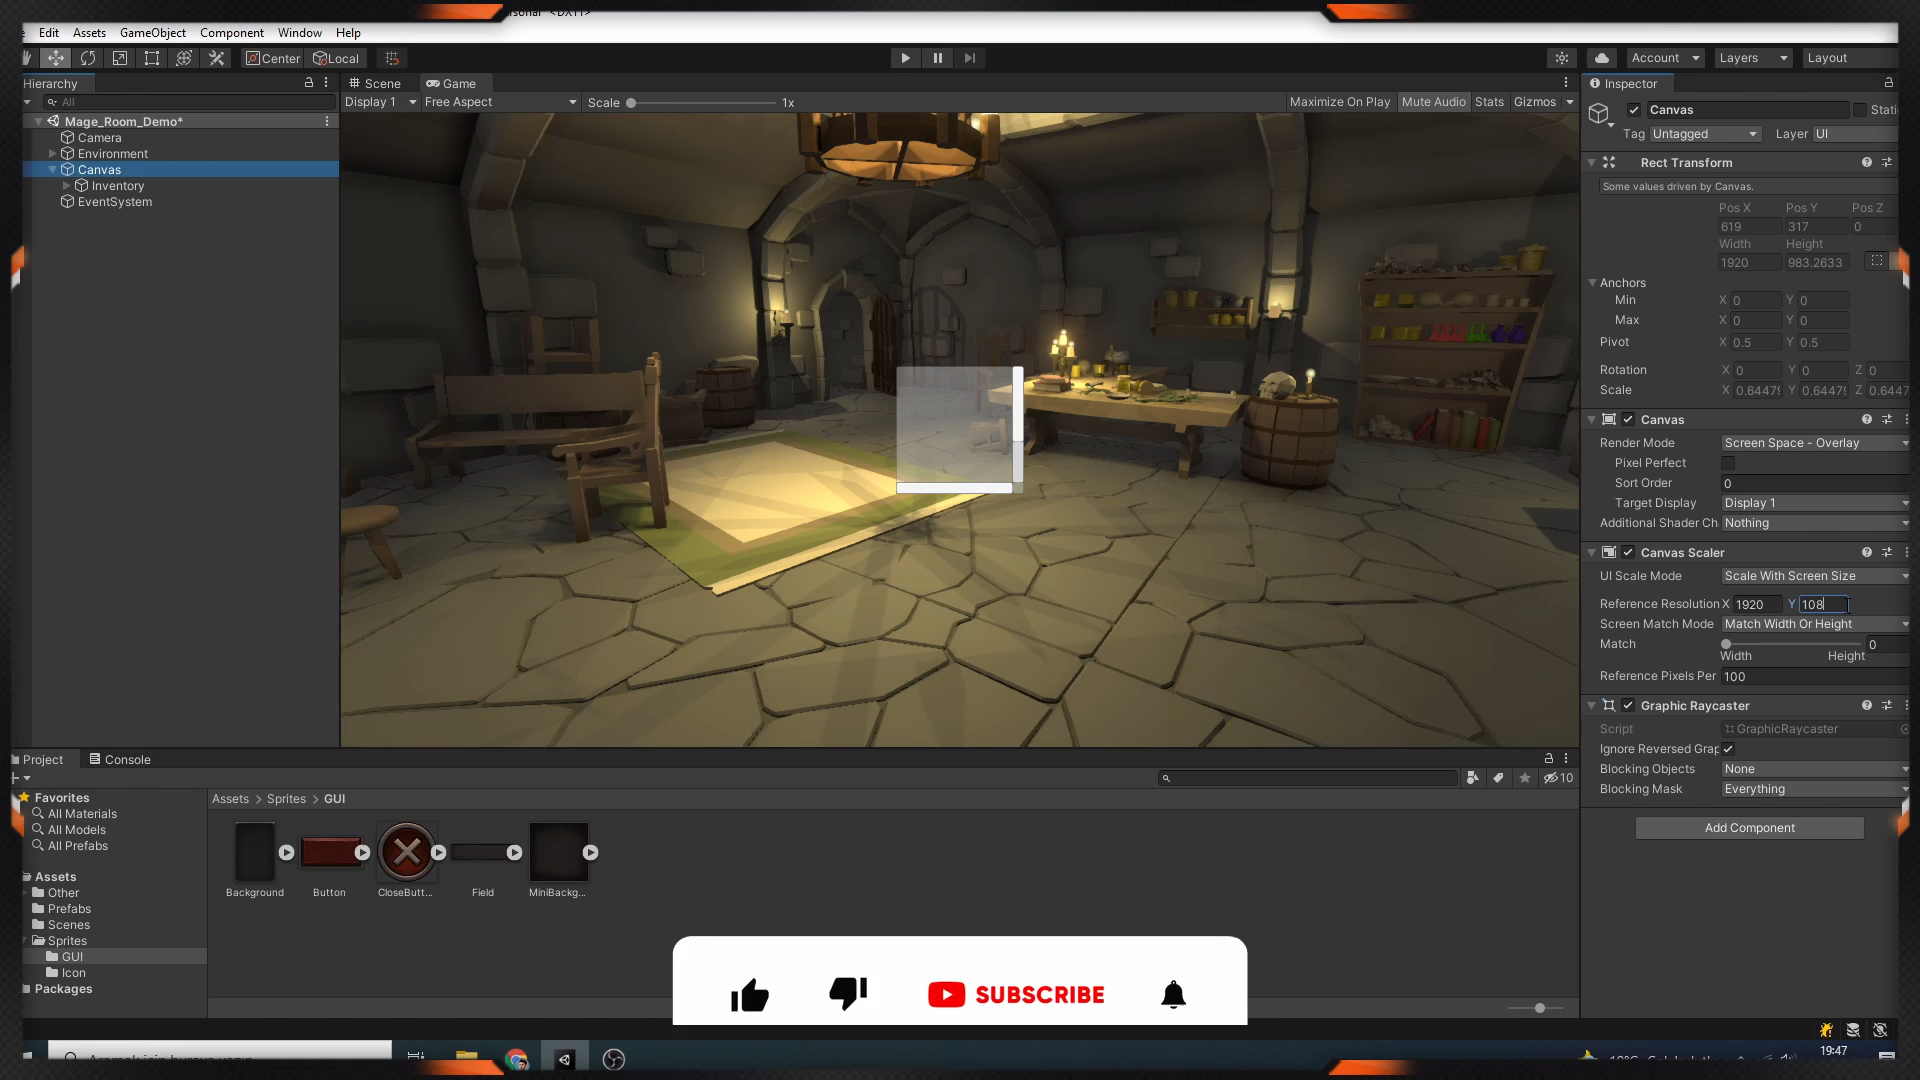 Edit Assets GameObject Component Window Help
Center Local
Account Layers Layout
Hierarchy
All
Mage_Room_Demo*
Camera
Environment
Canvas
Inventory
EventSystem
Scene Game
Display 1 Free Aspect Scale 1x Maximize On Play Mute Audio Stats Gizmos
Inspector
Canvas Stati
Tag Untagged Layer UI
Rect Transform
Some values driven by Canvas.
Pos X Pos Y Pos Z
619 317 0
Width Height
1920 983.2633
Anchors
Min X 0 Y 0
Max X 0 Y 0
Pivot X 0.5 Y 0.5
Rotation X 0 Y 0 Z 0
Scale X 0.6447 Y 0.6447 Z 0.6447
Canvas
Render Mode Screen Space - Overlay
Pixel Perfect
Sort Order 0
Target Display Display 1
Additional Shader Ch Nothing
Canvas Scaler
UI Scale Mode Scale With Screen Size
Reference Resolution X 1920 Y 108
Screen Match Mode Match Width Or Height
Match 0
Width Height
Reference Pixels Per 100
Graphic Raycaster
Script GraphicRaycaster
Ignore Reversed Grap
Blocking Objects None
Blocking Mask Everything
Add Component
Project Console
10
Favorites
All Materials
All Models
All Prefabs
Assets
Other
Prefabs
Scenes
Sprites
GUI
Icon
Packages
Assets > Sprites > GUI
Background Button CloseButt... Field MiniBackg...
SUBSCRIBE
19:47